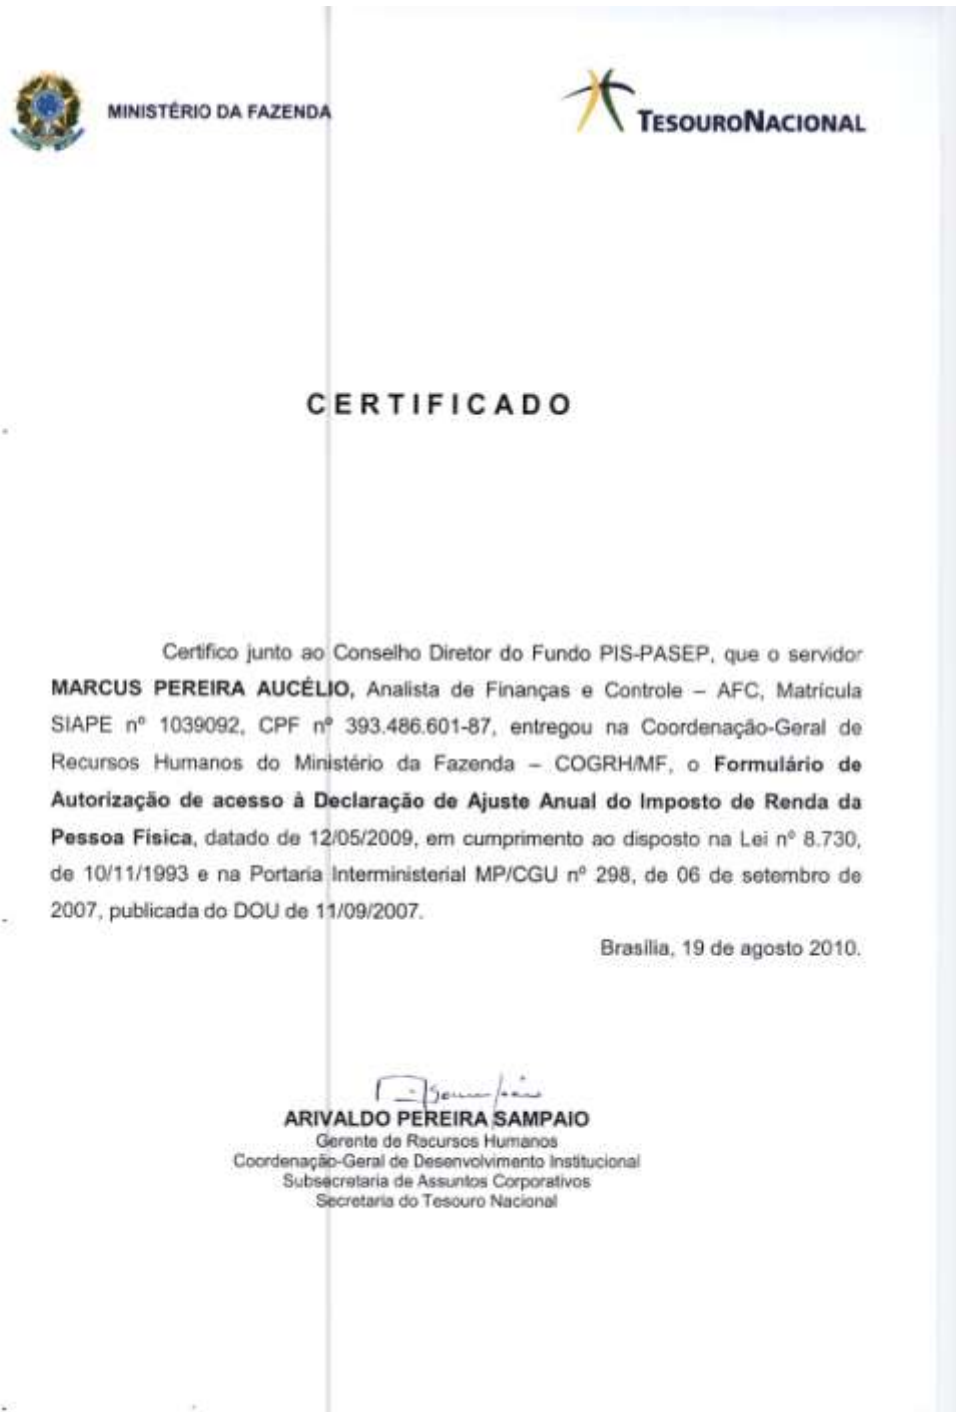 MINISTÉRIO DA FAZENDA
TESOURONACIONAL
CERTIFICADO
Certifico junto ao Conselho Diretor do Fundo PIS-PASEP, que o servidor
MARCUS PEREIRA AUCÉLIO, Analista de Finanças e Controle – AFC, Matrícula
SIAPE nº 1039092, CPF nº 393.486.601-87, entregou na Coordenação-Geral de
Recursos Humanos do Ministério da Fazenda – COGRH/MF, o Formulário de
Autorização de acesso à Declaração de Ajuste Anual do Imposto de Renda da
Pessoa Física, datado de 12/05/2009, em cumprimento ao disposto na Lei nº 8.730,
de 10/11/1993 e na Portaria Interministerial MP/CGU nº 298, de 06 de setembro de
2007, publicada do DOU de 11/09/2007.
Brasília, 19 de agosto 2010.
ARIVALDO PEREIRA SAMPAIO
Gerente de Recursos Humanos
Coordenação-Geral de Desenvolvimento Institucional
Subsecretaria de Assuntos Corporativos
Secretaria do Tesouro Nacional